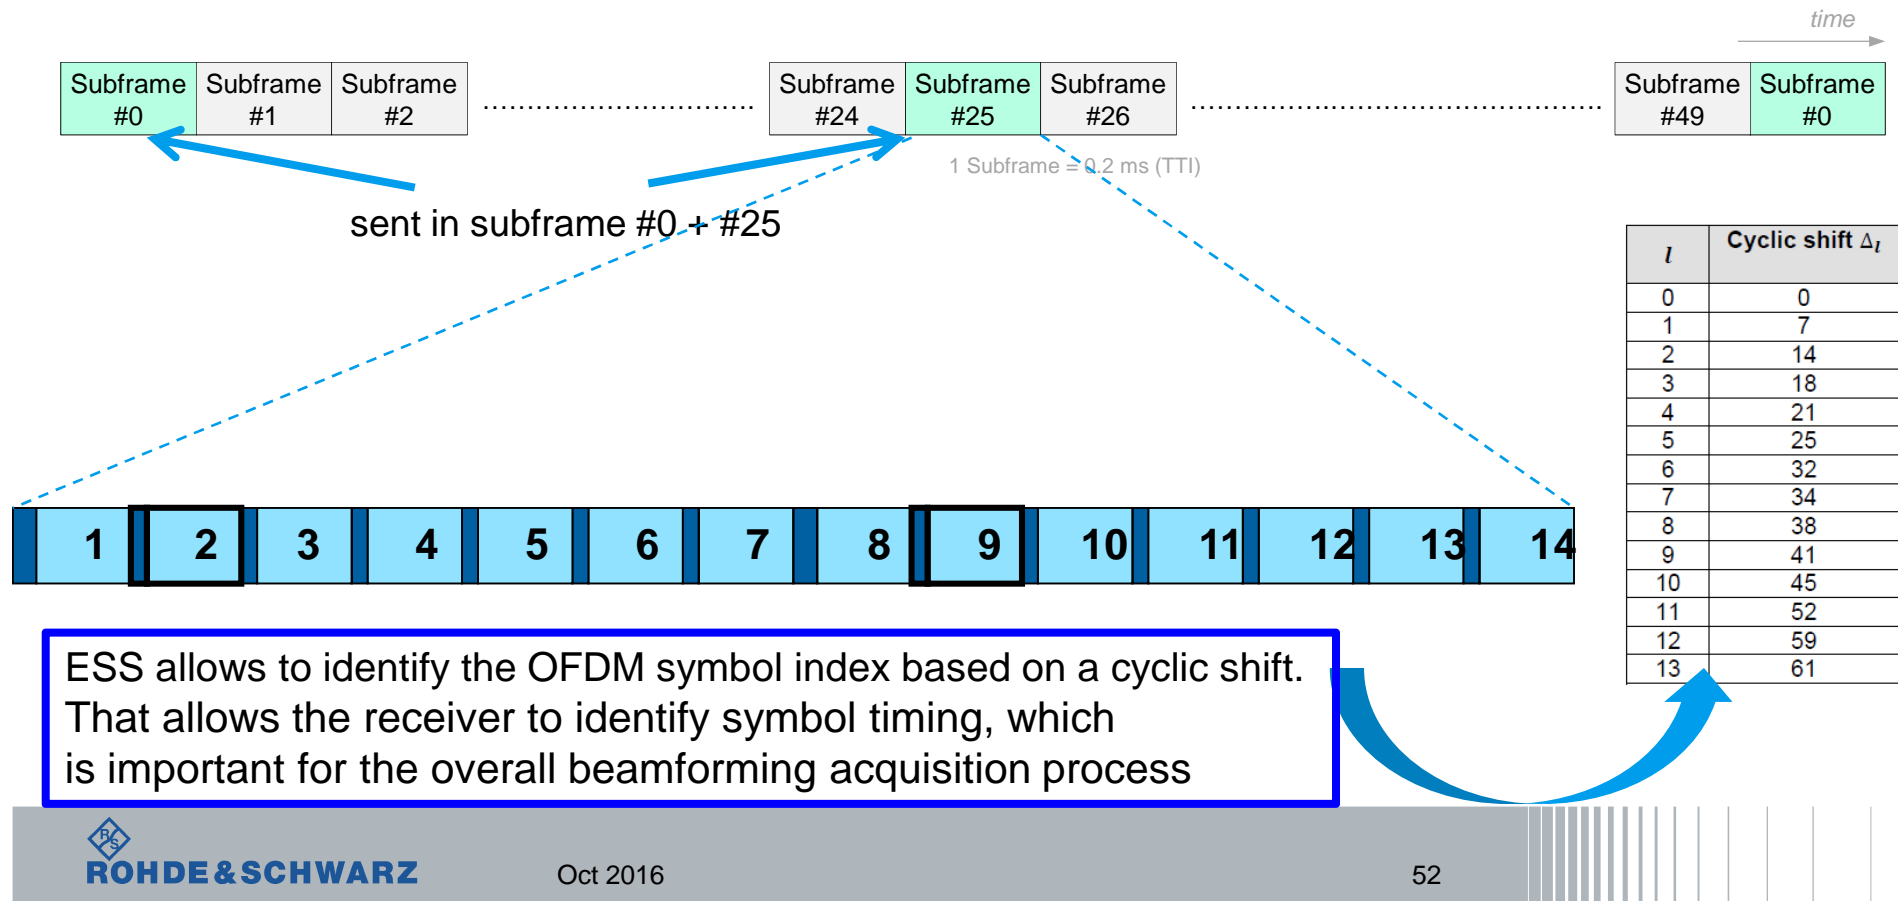 time
Subframe #0 Subframe #1 Subframe #2 .............................. Subframe #24 Subframe #25 Subframe #26 ............................................. Subframe #49 Subframe #0
1 Subframe = 0.2 ms (TTI)
sent in subframe #0 + #25
l Cyclic shift Δl
0 0
1 7
2 14
3 18
4 21
5 25
6 32
7 34
8 38
9 41
10 45
11 52
12 59
13 61
1 2 3 4 5 6 7 8 9 10 11 12 13 14
ESS allows to identify the OFDM symbol index based on a cyclic shift.
That allows the receiver to identify symbol timing, which
is important for the overall beamforming acquisition process
R S
ROHDE&SCHWARZ
Oct 2016
52